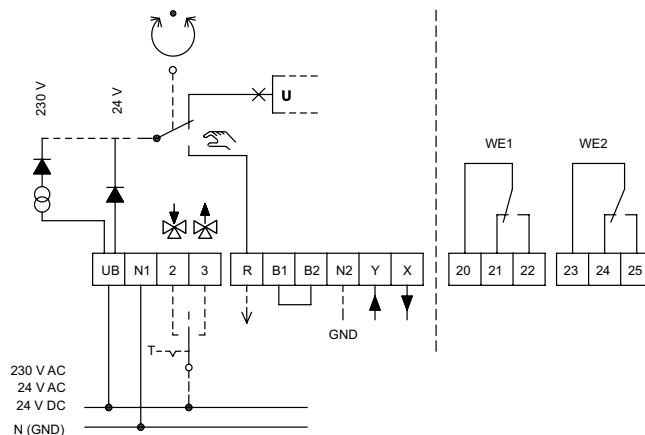 230 V
24 V
U
WE1
WE2
UB N1 2 3 R B1 B2 N2 Y X
20 21 22 23 24 25
GND
T
230 V AC
24 V AC
24 V DC
N (GND)